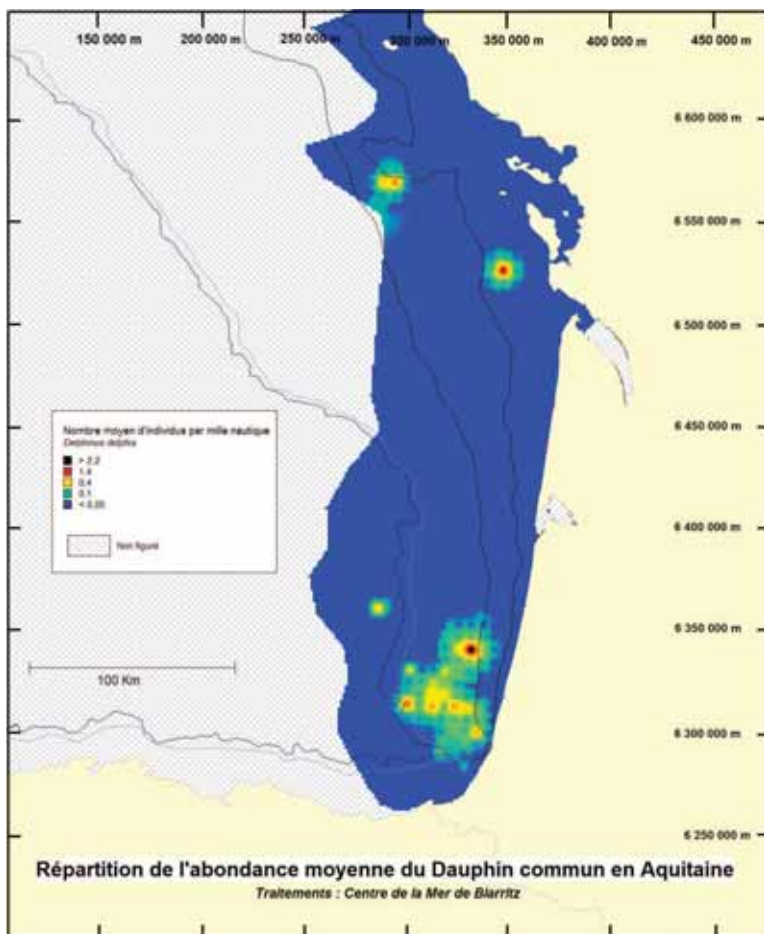 150 000 m 200 000 m 250 000 m 300 000 m 350 000 m 400 000 m 450 000 m
6 600 000 m
6 550 000 m
6 500 000 m
6 450 000 m
Nombre moyen d'individus par mille nautique
Delphinus delphis
> 2,2
1,4
0,4
0,1
< 0,05
Non figuré
6 400 000 m
6 350 000 m
100 Km
6 300 000 m
6 250 000 m
Répartition de l'abondance moyenne du Dauphin commun en Aquitaine
Traitements : Centre de la Mer de Biarritz